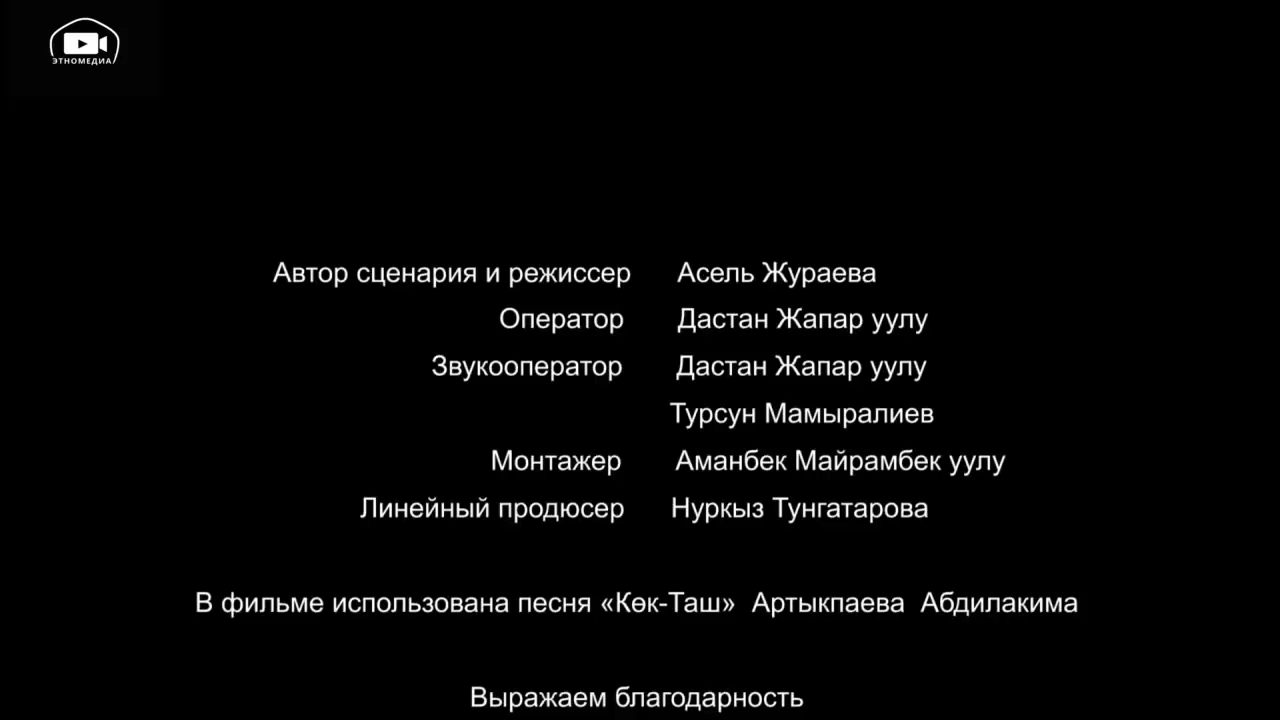 ЭТНОМЕДИА
Автор сценария и режиссер Асель Жураева
Оператор Дастан Жапар уулу
Звукооператор Дастан Жапар уулу
Турсун Мамыралиев
Монтажер Аманбек Майрамбек уулу
Линейный продюсер Нуркыз Тунгатарова
В фильме использована песня «Көк-Таш» Артыкпаева Абдилакима
Выражаем благодарность